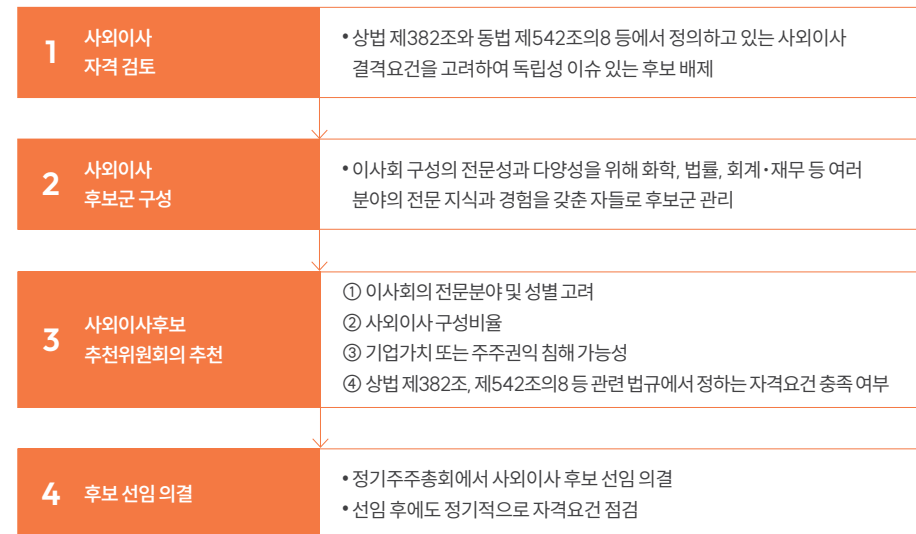 1
사외이사
자격 검토
• 상법 제382조와 동법 제542조의8 등에서 정의하고 있는 사외이사
결격요건을 고려하여 독립성 이슈 있는 후보 배제
2
사외이사
후보군 구성
• 이사회 구성의 전문성과 다양성을 위해 화학, 법률, 회계·재무 등 여러
분야의 전문 지식과 경험을 갖춘 자들로 후보군 관리
3
사외이사후보
추천위원회의 추천
① 이사회의 전문분야 및 성별 고려
② 사외이사 구성비율
③ 기업가치 또는 주주권익 침해 가능성
④ 상법 제382조, 제542조의8 등 관련 법규에서 정하는 자격요건 충족 여부
4
후보 선임 의결
• 정기주주총회에서 사외이사 후보 선임 의결
• 선임 후에도 정기적으로 자격요건 점검